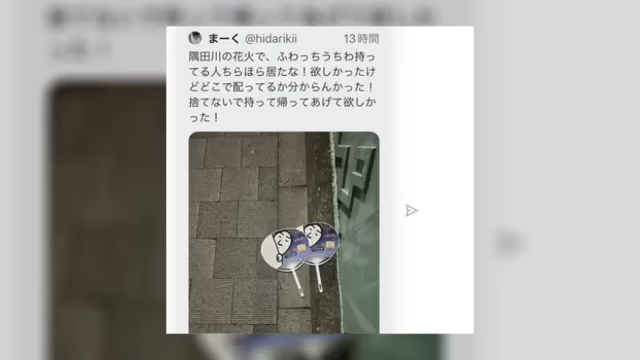 まーく @hidarikii 13時間
隅田川の花火で、ふわっちうちわ持っ
てる人ちらほら居たな！欲しかったけ
どどこで配ってるか分からんかった！
捨てないで持って帰ってあげて欲しか
った！